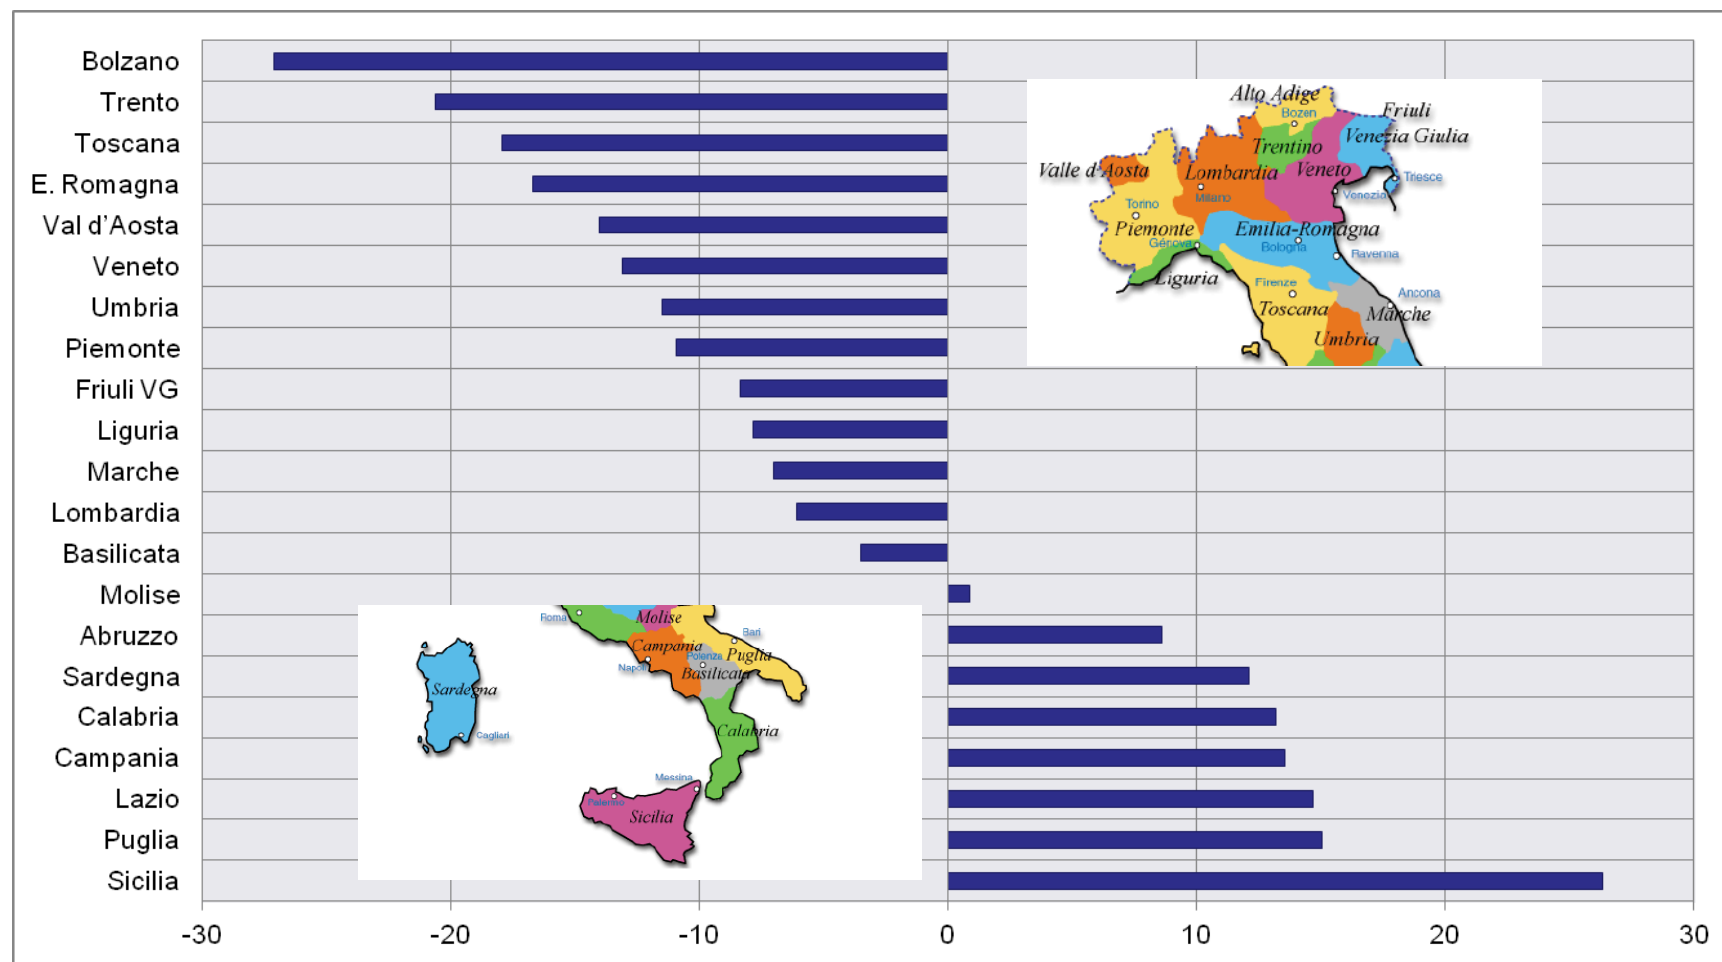 Bolzano
Trento
Toscana
E. Romagna
Val d'Aosta
Veneto
Umbria
Piemonte
Friuli VG
Liguria
Marche
Lombardia
Basilicata
Molise
Abruzzo
Sardegna
Calabria
Campania
Lazio
Puglia
Sicilia
-30 -20 -10 0 10 20 30
Alto Adige
Bozen
Friuli
Venezia Giulia
Trentino
Valle d'Aosta
Lombardia
Veneto
Triesce
Milano
Venezia
Torino
Piemonte
Emilia-Romagna
Génova
Bologna
Ravenna
Liguria
Firenze
Ancona
Toscana
Marche
Umbria
Roma
Molise
Bari
Campania
Puglia
Napoli
Potenza
Basilicata
Sardegna
Cagliari
Calabria
Messina
Palermo
Sicilia